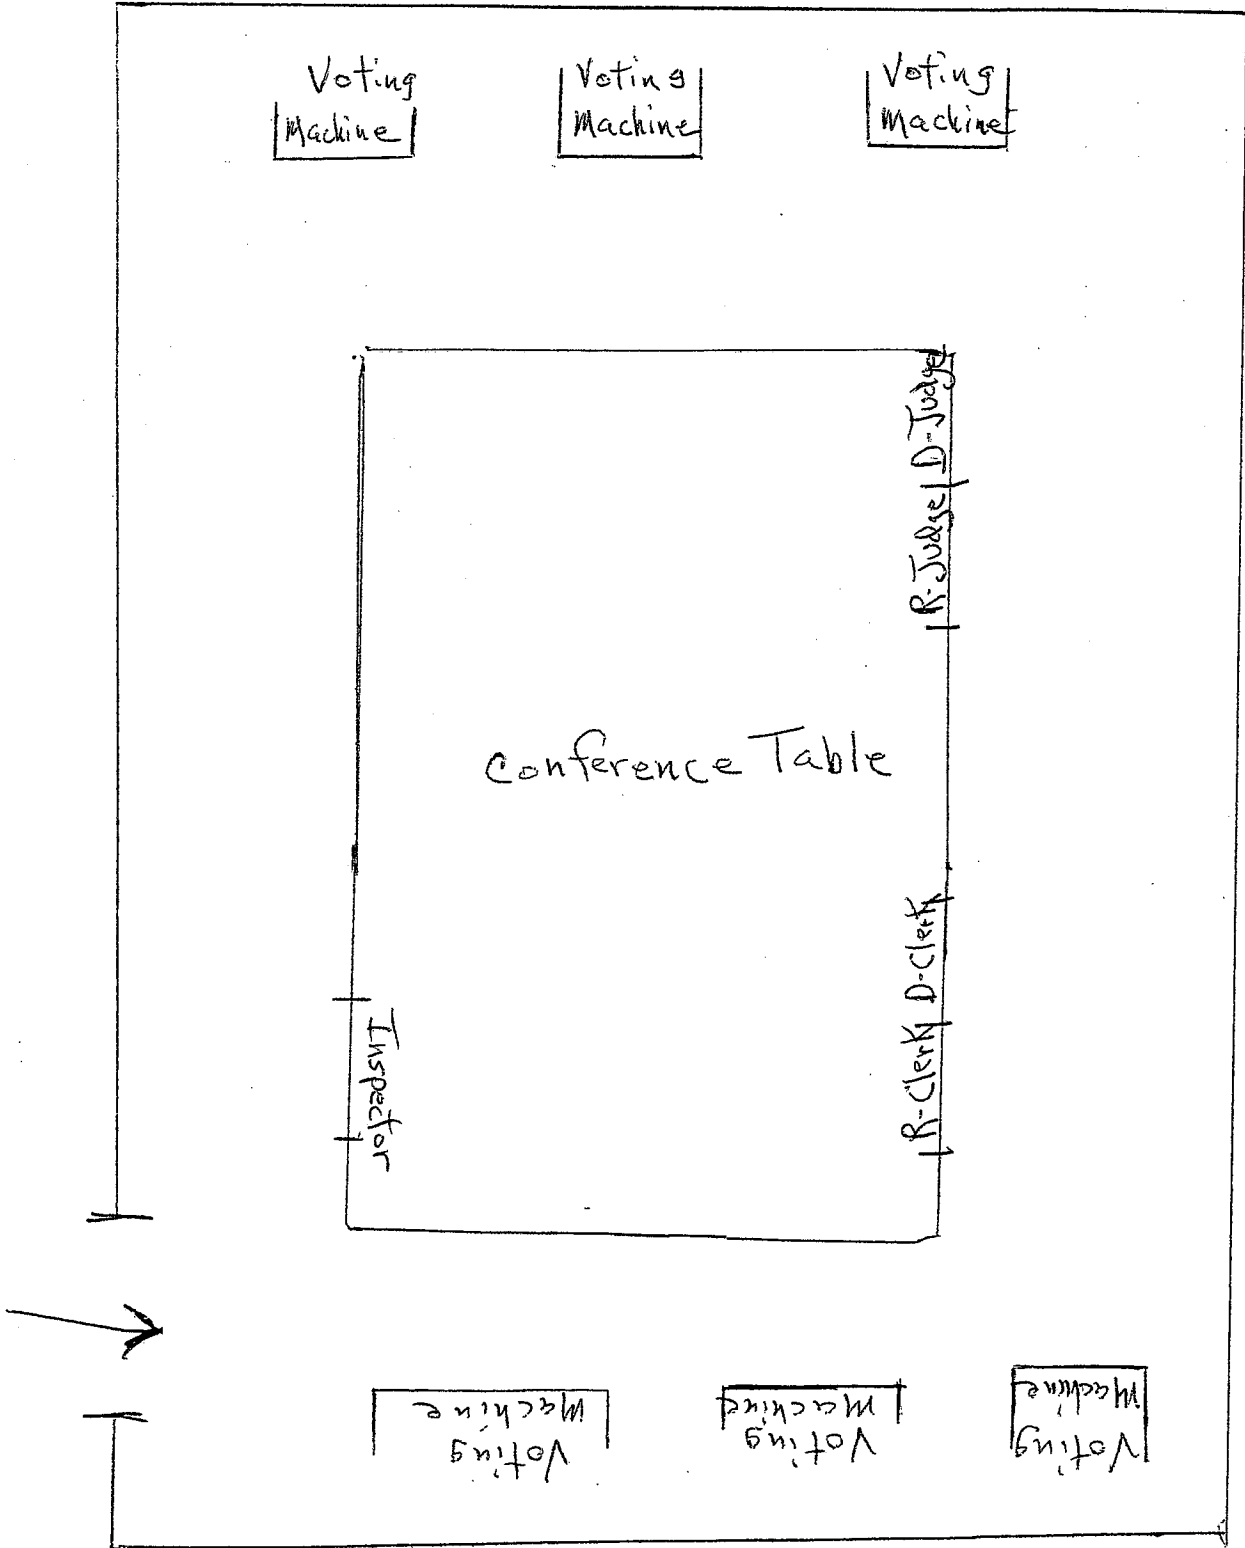 Voting
Machine
Voting
Machine
Voting
Machine
D-Judge
R-Judge
Conference Table
D-Clerk
R-Clerk
Inspector
Machine
Voting
Machine
Voting
Machine
Voting